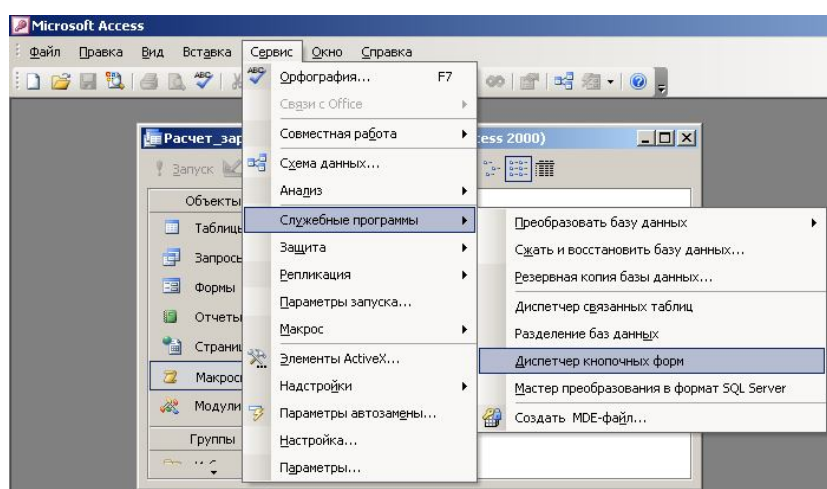 Microsoft Access
Файл Правка Вид Вставка Сервис Окно Справка
Орфография... F7
Связи с Office
Совместная работа
Схема данных...
Анализ
Служебные программы
Защита
Репликация
Параметры запуска...
Макрос
Элементы ActiveX...
Надстройки
Параметры автозамены...
Настройка...
Параметры...
Расчет_зар
cess 2000)
Запуск
Объекты
Таблицы
Запросы
Формы
Отчеты
Страниц
Макросы
Модули
Группы
Преобразовать базу данных
Сжать и восстановить базу данных...
Резервная копия базы данных...
Диспетчер связанных таблиц
Разделение баз данных
Диспетчер кнопочных форм
Мастер преобразования в формат SQL Server
Создать MDE-файл...